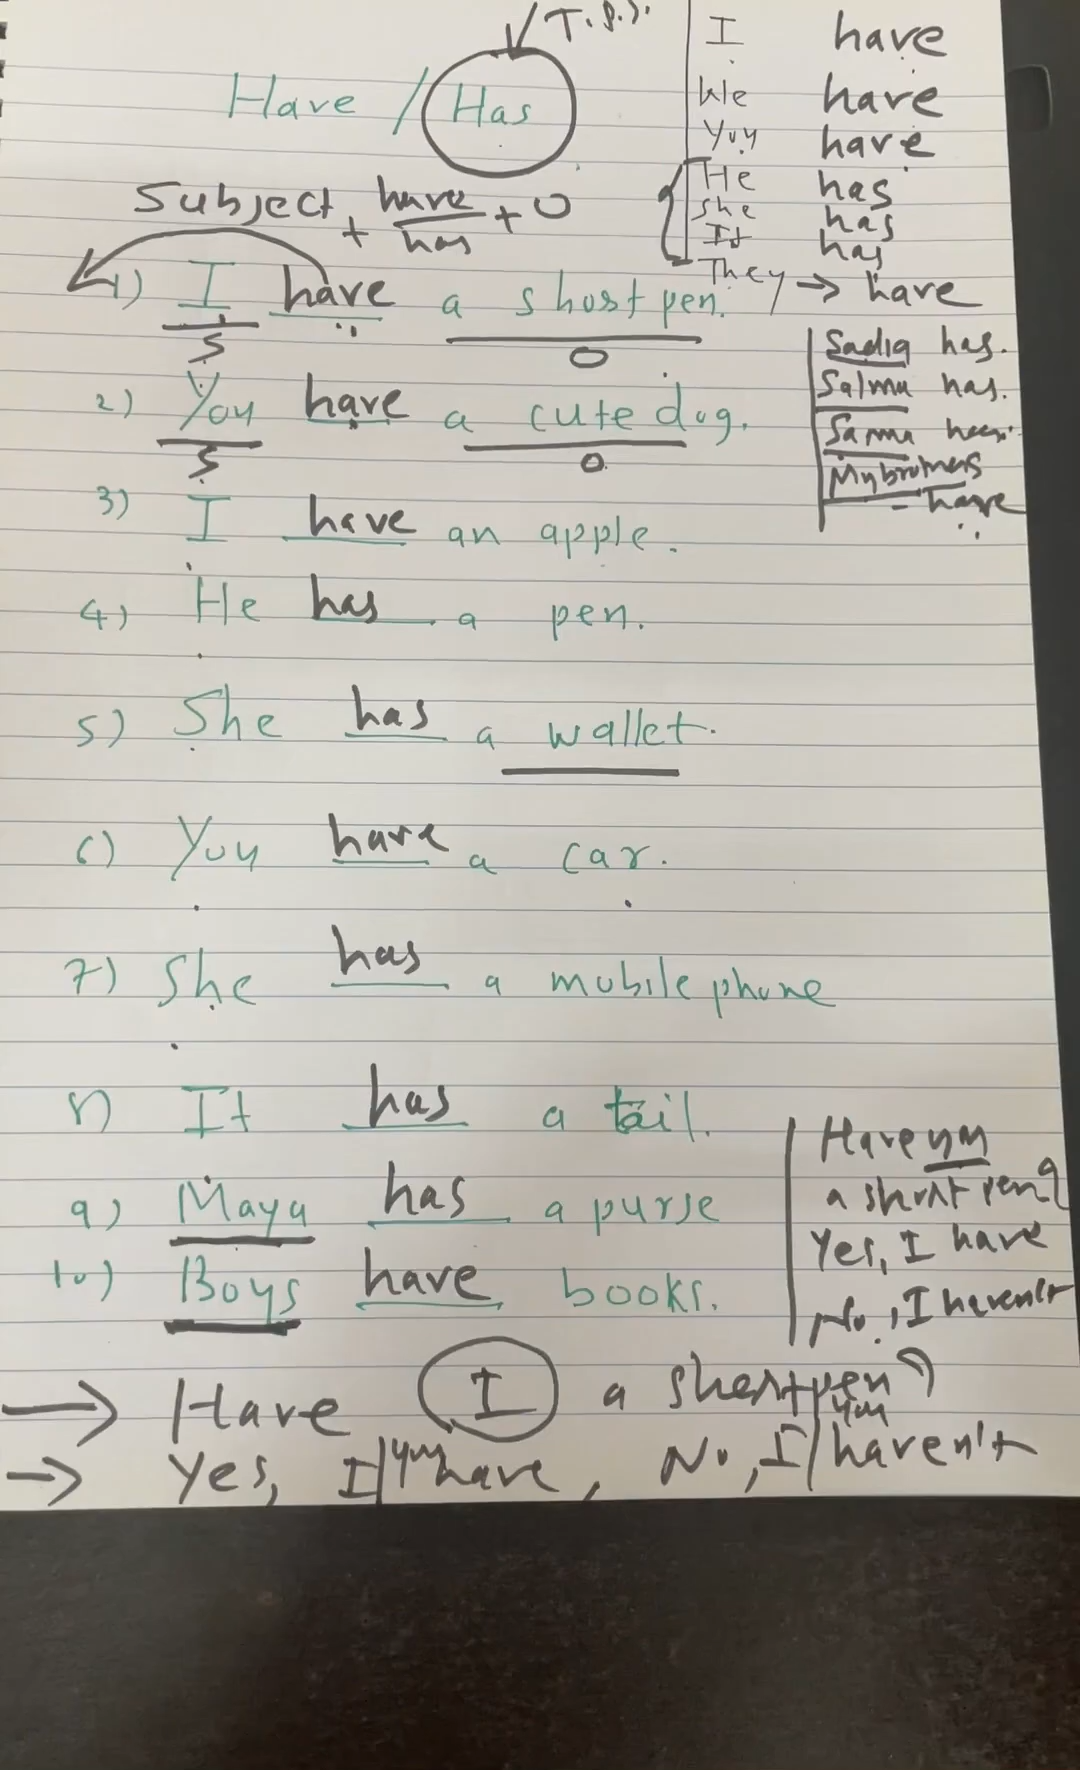 T.P.S.
Have / Has
Subject + have/has + O
1) I have a short pen.
S O
2) You have a cute dog.
S O
3) I have an apple.
4) He has a pen.
5) She has a wallet.
6) You have a car.
7) She has a mobile phone
8) It has a tail.
9) Maya has a purse
10) Boys have books.
→ Have I a short pen?
→ Yes, I/you have, No, I/you haven't
I have
We have
You have
He has
She has
It has
They → have
Sadiq has.
Salma has.
My brothers
- have
Have you
a short pen?
Yes, I have
No, I haven't